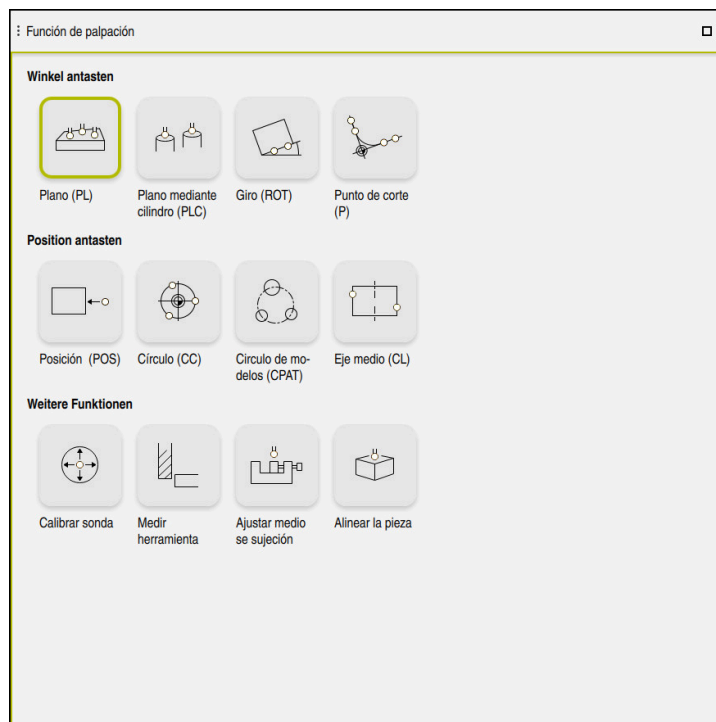 Función de palpación
Winkel antasten
Plano (PL)
Plano mediante
cilindro (PLC)
Giro (ROT)
Punto de corte
(P)
Position antasten
Posición (POS)
Círculo (CC)
Circulo de mo-
delos (CPAT)
Eje medio (CL)
Weitere Funktionen
Calibrar sonda
Medir
herramienta
Ajustar medio
se sujeción
Alinear la pieza